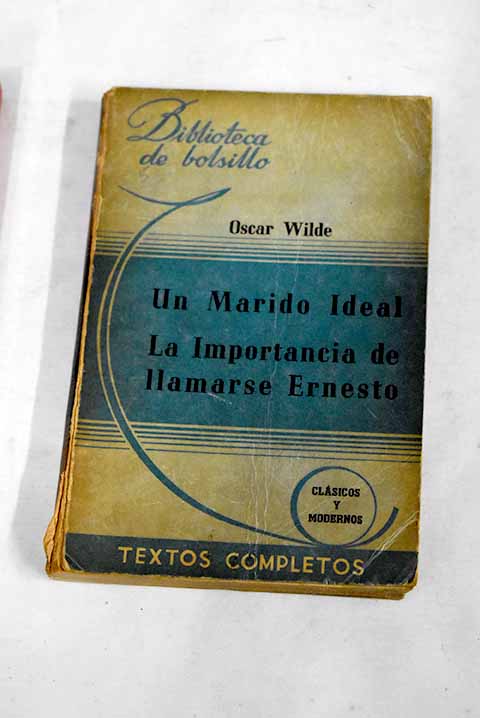 Biblioteca
de bolsillo
Oscar Wilde
Un Marido Ideal
La Importancia de
llamarse Ernesto
CLÁSICOS
Y
MODERNOS
TEXTOS COMPLETOS